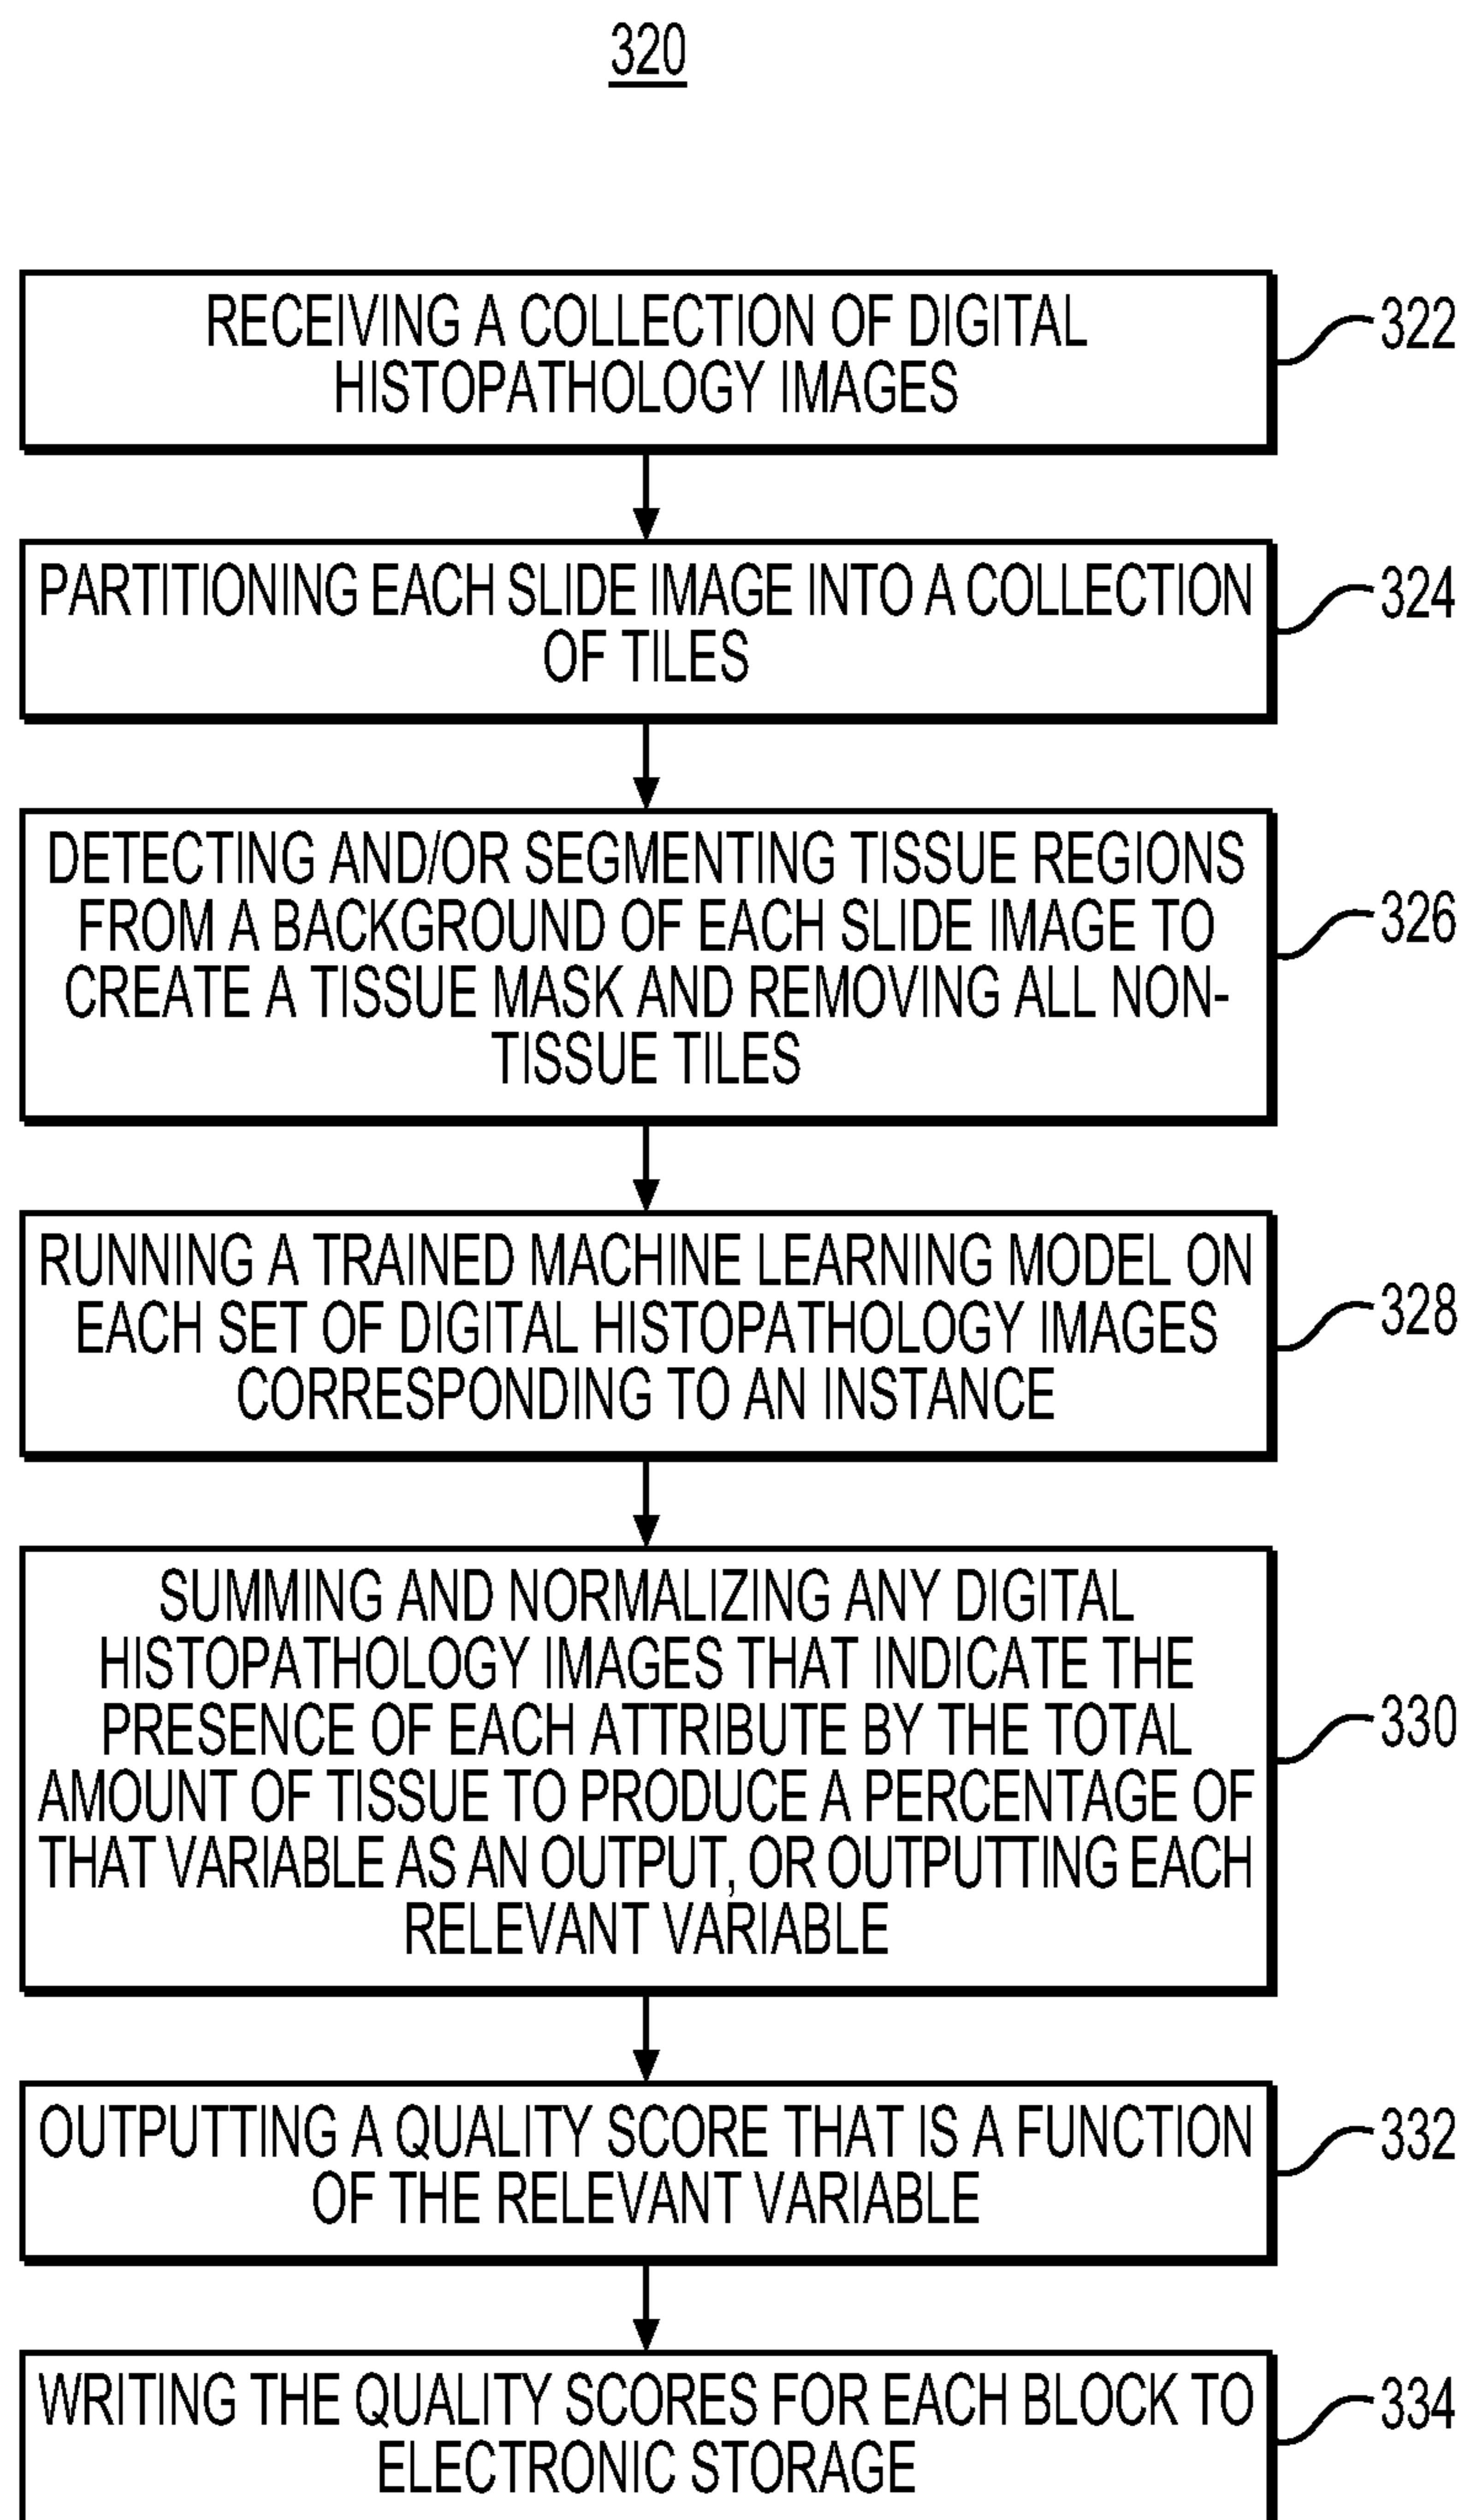 320
RECEIVING A COLLECTION OF DIGITAL
HISTOPATHOLOGY IMAGES
322
PARTITIONING EACH SLIDE IMAGE INTO A COLLECTION
OF TILES
324
DETECTING AND/OR SEGMENTING TISSUE REGIONS
FROM A BACKGROUND OF EACH SLIDE IMAGE TO
CREATE A TISSUE MASK AND REMOVING ALL NON-
TISSUE TILES
326
RUNNING A TRAINED MACHINE LEARNING MODEL ON
EACH SET OF DIGITAL HISTOPATHOLOGY IMAGES
CORRESPONDING TO AN INSTANCE
328
SUMMING AND NORMALIZING ANY DIGITAL
HISTOPATHOLOGY IMAGES THAT INDICATE THE
PRESENCE OF EACH ATTRIBUTE BY THE TOTAL
AMOUNT OF TISSUE TO PRODUCE A PERCENTAGE OF
THAT VARIABLE AS AN OUTPUT, OR OUTPUTTING EACH
RELEVANT VARIABLE
330
OUTPUTTING A QUALITY SCORE THAT IS A FUNCTION
OF THE RELEVANT VARIABLE
332
WRITING THE QUALITY SCORES FOR EACH BLOCK TO
ELECTRONIC STORAGE
334